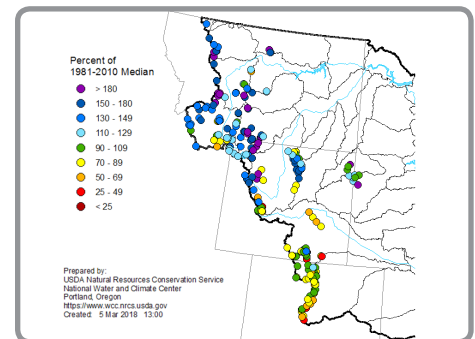 Percent of
1981-2010 Median
> 180
150 - 180
130 - 149
110 - 129
90 - 109
70 - 89
50 - 69
25 - 49
< 25
Prepared by:
USDA Natural Resources Conservation Service
National Water and Climate Center
Portland, Oregon
https://www.wcc.nrcs.usda.gov
Created: 5 Mar 2018 13:00